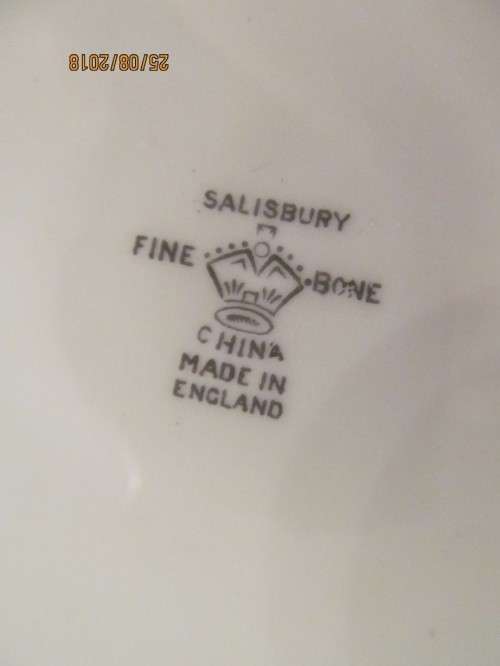 25/08/2018
SALISBURY
FINE BONE
CHINA
MADE IN
ENGLAND